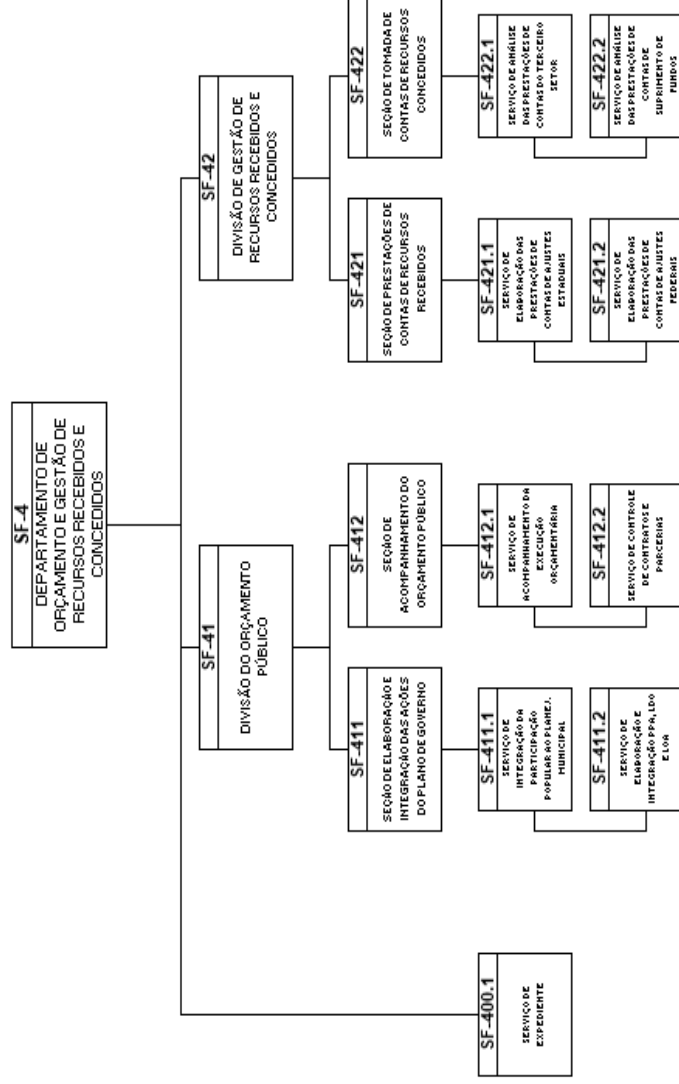 SF-4
DEPARTAMENTO DE
ORÇAMENTO E GESTÃO DE
RECURSOS RECEBIDOS E
CONCEDIDOS
SF-41
DIVISÃO DO ORÇAMENTO
PÚBLICO
SF-42
DIVISÃO DE GESTÃO DE
RECURSOS RECEBIDOS E
CONCEDIDOS
SF-411
SEÇÃO DE ELABORAÇÃO E
INTEGRAÇÃO DAS AÇÕES
DO PLANO DE GOVERNO
SF-412
SEÇÃO DE
ACOMPANHAMENTO DO
ORÇAMENTO PÚBLICO
SF-421
SEÇÃO DE PRESTAÇÕES DE
CONTAS DE RECURSOS
RECEBIDOS
SF-422
SEÇÃO DE TOMADA DE
CONTAS DE RECURSOS
CONCEDIDOS
SF-400.1
SERVIÇO DE
EXPEDIENTE
SF-411.1
SERVIÇO DE
INTEGRAÇÃO DA
PARTICIPAÇÃO
POPULAR AO PLANEJ.
MUNICIPAL
SF-412.1
SERVIÇO DE
ACOMPANHAMENTO DA
EXECUÇÃO
ORÇAMENTÁRIA
SF-421.1
SERVIÇO DE
ELABORAÇÃO DAS
PRESTAÇÕES DE
CONTAS DE AJUSTES
ESTADUAIS
SF-422.1
SERVIÇO DE ANÁLISE
DAS PRESTAÇÕES DE
CONTAS DO TERCEIRO
SETOR
SF-411.2
SERVIÇO DE
ELABORAÇÃO E
INTEGRAÇÃO PPA, LDO
E LOA
SF-412.2
SERVIÇO DE CONTROLE
DE CONTRATOS E
PARCERIAS
SF-421.2
SERVIÇO DE
ELABORAÇÃO DAS
PRESTAÇÕES DE
CONTAS DE AJUSTES
FEDERAIS
SF-422.2
SERVIÇO DE ANÁLISE
DAS PRESTAÇÕES DE
CONTAS DE
SUPRIMENTO DE
FUNDOS